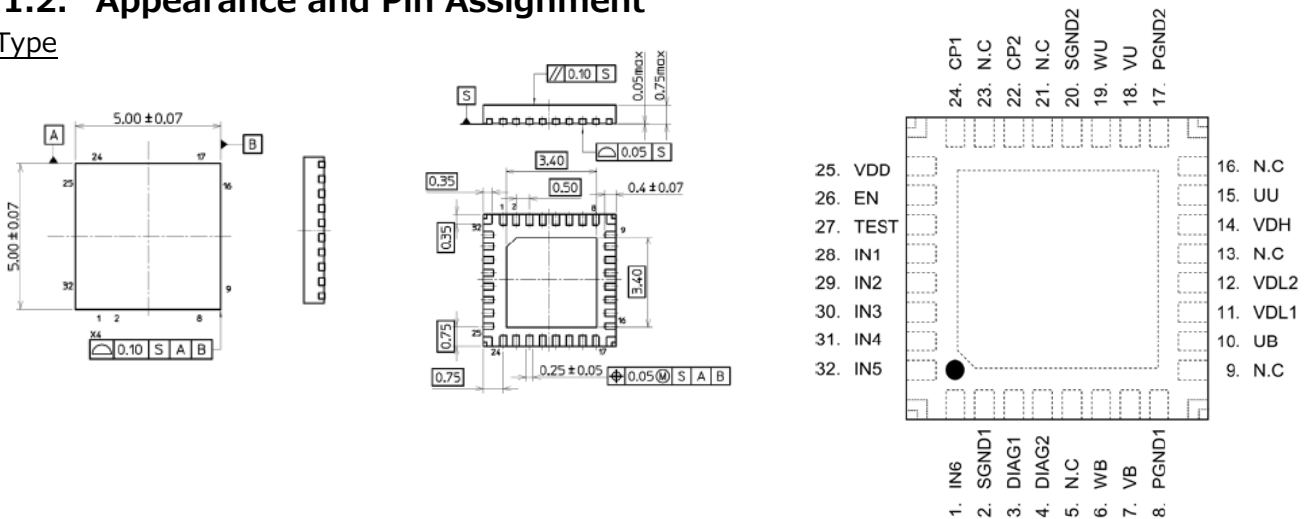 1.2. Appearance and Pin Assignment
Type
5.00 ± 0.07
A
B
24
17
25
16
5.00 ± 0.07
32
9
1
2
8
X4
0.10 S A B
// 0.10 S
0.05max
0.75max
S
0.05 S
3.40
0.35
0.50
0.4 ± 0.07
1
2
8
32
9
0.35
3.40
0.75
25
16
24
17
0.75
0.25 ± 0.05
0.05 Ⓜ S A B
24. CP1
23. N.C
22. CP2
21. N.C
20. SGND2
19. WU
18. VU
17. PGND2
25. VDD
26. EN
27. TEST
28. IN1
29. IN2
30. IN3
31. IN4
32. IN5
16. N.C
15. UU
14. VDH
13. N.C
12. VDL2
11. VDL1
10. UB
9. N.C
1. IN6
2. SGND1
3. DIAG1
4. DIAG2
5. N.C
6. WB
7. VB
8. PGND1